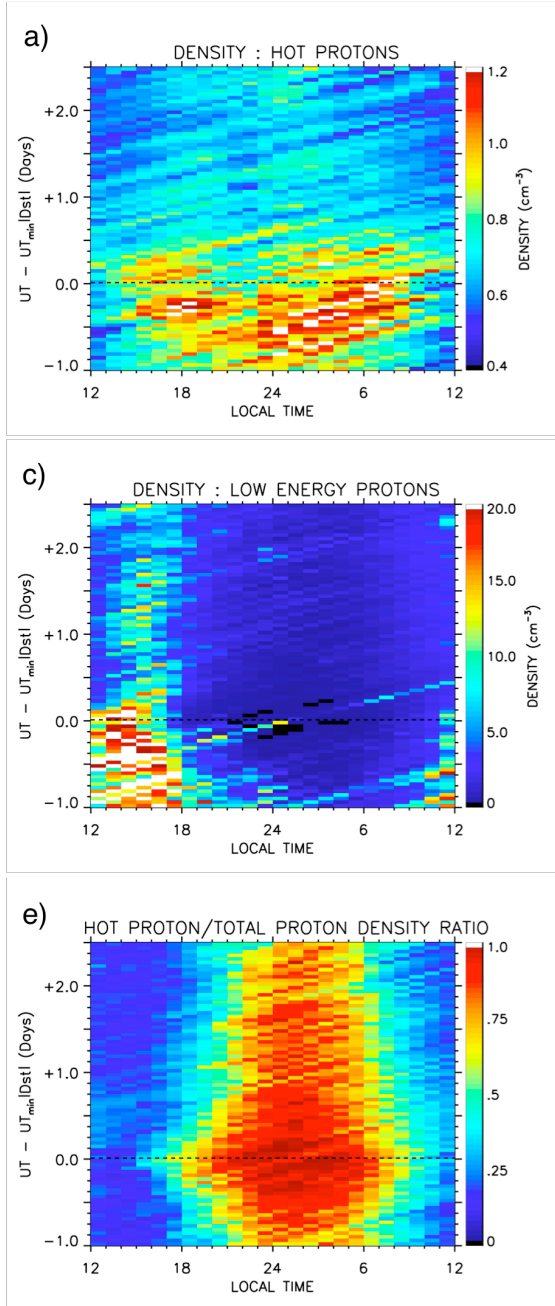 a)
DENSITY : HOT PROTONS
UT − UTmin|Dst| (Days)
+2.0
+1.0
0.0
−1.0
12 18 24 6 12
LOCAL TIME
1.2
1.0
0.8
0.6
0.4
DENSITY (cm⁻³)
c)
DENSITY : LOW ENERGY PROTONS
UT − UTmin|Dst| (Days)
+2.0
+1.0
0.0
−1.0
12 18 24 6 12
LOCAL TIME
20.0
15.0
10.0
5.0
0
DENSITY (cm⁻³)
e)
HOT PROTON/TOTAL PROTON DENSITY RATIO
UT − UTmin|Dst| (Days)
+2.0
+1.0
0.0
−1.0
12 18 24 6 12
LOCAL TIME
1.0
.75
.5
.25
0